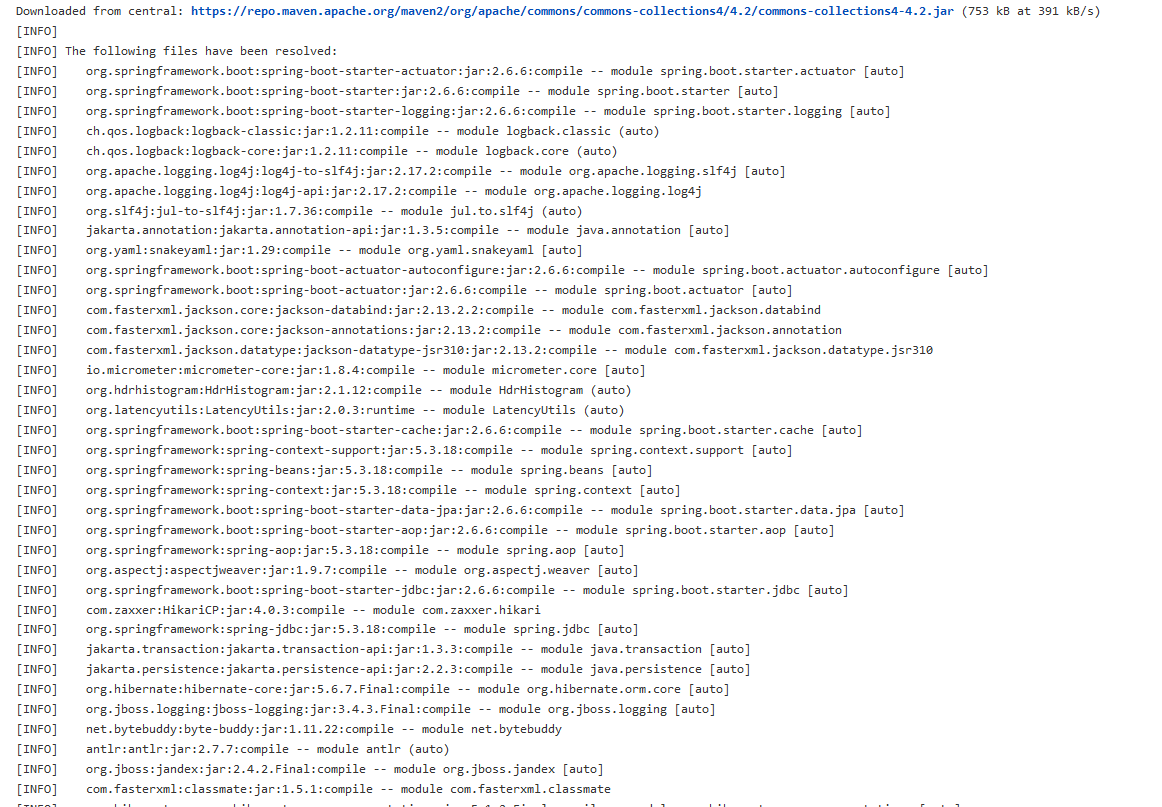 Downloaded from central: https://repo.maven.apache.org/maven2/org/apache/commons/commons-collections4/4.2/commons-collections4-4.2.jar (753 kB at 391 kB/s)
[INFO]
[INFO] The following files have been resolved:
[INFO]    org.springframework.boot:spring-boot-starter-actuator:jar:2.6.6:compile -- module spring.boot.starter.actuator [auto]
[INFO]    org.springframework.boot:spring-boot-starter:jar:2.6.6:compile -- module spring.boot.starter [auto]
[INFO]    org.springframework.boot:spring-boot-starter-logging:jar:2.6.6:compile -- module spring.boot.starter.logging [auto]
[INFO]    ch.qos.logback:logback-classic:jar:1.2.11:compile -- module logback.classic (auto)
[INFO]    ch.qos.logback:logback-core:jar:1.2.11:compile -- module logback.core (auto)
[INFO]    org.apache.logging.log4j:log4j-to-slf4j:jar:2.17.2:compile -- module org.apache.logging.slf4j [auto]
[INFO]    org.apache.logging.log4j:log4j-api:jar:2.17.2:compile -- module org.apache.logging.log4j
[INFO]    org.slf4j:jul-to-slf4j:jar:1.7.36:compile -- module jul.to.slf4j (auto)
[INFO]    jakarta.annotation:jakarta.annotation-api:jar:1.3.5:compile -- module java.annotation [auto]
[INFO]    org.yaml:snakeyaml:jar:1.29:compile -- module org.yaml.snakeyaml [auto]
[INFO]    org.springframework.boot:spring-boot-actuator-autoconfigure:jar:2.6.6:compile -- module spring.boot.actuator.autoconfigure [auto]
[INFO]    org.springframework.boot:spring-boot-actuator:jar:2.6.6:compile -- module spring.boot.actuator [auto]
[INFO]    com.fasterxml.jackson.core:jackson-databind:jar:2.13.2.2:compile -- module com.fasterxml.jackson.databind
[INFO]    com.fasterxml.jackson.core:jackson-annotations:jar:2.13.2:compile -- module com.fasterxml.jackson.annotation
[INFO]    com.fasterxml.jackson.datatype:jackson-datatype-jsr310:jar:2.13.2:compile -- module com.fasterxml.jackson.datatype.jsr310
[INFO]    io.micrometer:micrometer-core:jar:1.8.4:compile -- module micrometer.core [auto]
[INFO]    org.hdrhistogram:HdrHistogram:jar:2.1.12:compile -- module HdrHistogram (auto)
[INFO]    org.latencyutils:LatencyUtils:jar:2.0.3:runtime -- module LatencyUtils (auto)
[INFO]    org.springframework.boot:spring-boot-starter-cache:jar:2.6.6:compile -- module spring.boot.starter.cache [auto]
[INFO]    org.springframework:spring-context-support:jar:5.3.18:compile -- module spring.context.support [auto]
[INFO]    org.springframework:spring-beans:jar:5.3.18:compile -- module spring.beans [auto]
[INFO]    org.springframework:spring-context:jar:5.3.18:compile -- module spring.context [auto]
[INFO]    org.springframework.boot:spring-boot-starter-data-jpa:jar:2.6.6:compile -- module spring.boot.starter.data.jpa [auto]
[INFO]    org.springframework.boot:spring-boot-starter-aop:jar:2.6.6:compile -- module spring.boot.starter.aop [auto]
[INFO]    org.springframework:spring-aop:jar:5.3.18:compile -- module spring.aop [auto]
[INFO]    org.aspectj:aspectjweaver:jar:1.9.7:compile -- module org.aspectj.weaver [auto]
[INFO]    org.springframework.boot:spring-boot-starter-jdbc:jar:2.6.6:compile -- module spring.boot.starter.jdbc [auto]
[INFO]    com.zaxxer:HikariCP:jar:4.0.3:compile -- module com.zaxxer.hikari
[INFO]    org.springframework:spring-jdbc:jar:5.3.18:compile -- module spring.jdbc [auto]
[INFO]    jakarta.transaction:jakarta.transaction-api:jar:1.3.3:compile -- module java.transaction [auto]
[INFO]    jakarta.persistence:jakarta.persistence-api:jar:2.2.3:compile -- module java.persistence [auto]
[INFO]    org.hibernate:hibernate-core:jar:5.6.7.Final:compile -- module org.hibernate.orm.core [auto]
[INFO]    org.jboss.logging:jboss-logging:jar:3.4.3.Final:compile -- module org.jboss.logging [auto]
[INFO]    net.bytebuddy:byte-buddy:jar:1.11.22:compile -- module net.bytebuddy
[INFO]    antlr:antlr:jar:2.7.7:compile -- module antlr (auto)
[INFO]    org.jboss:jandex:jar:2.4.2.Final:compile -- module org.jboss.jandex [auto]
[INFO]    com.fasterxml:classmate:jar:1.5.1:compile -- module com.fasterxml.classmate